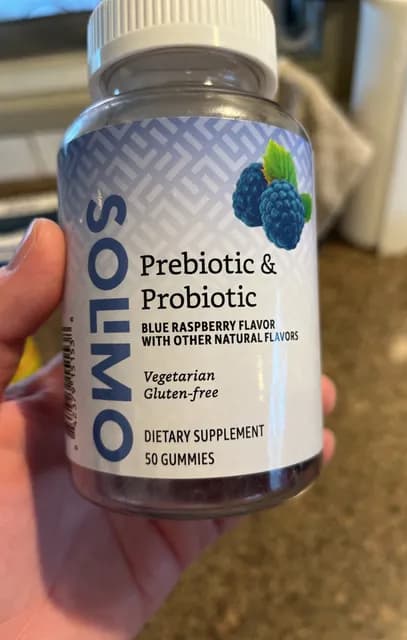 SOLIMO
Prebiotic &
Probiotic
BLUE RASPBERRY FLAVOR
WITH OTHER NATURAL FLAVORS
Vegetarian
Gluten-free
DIETARY SUPPLEMENT
50 GUMMIES